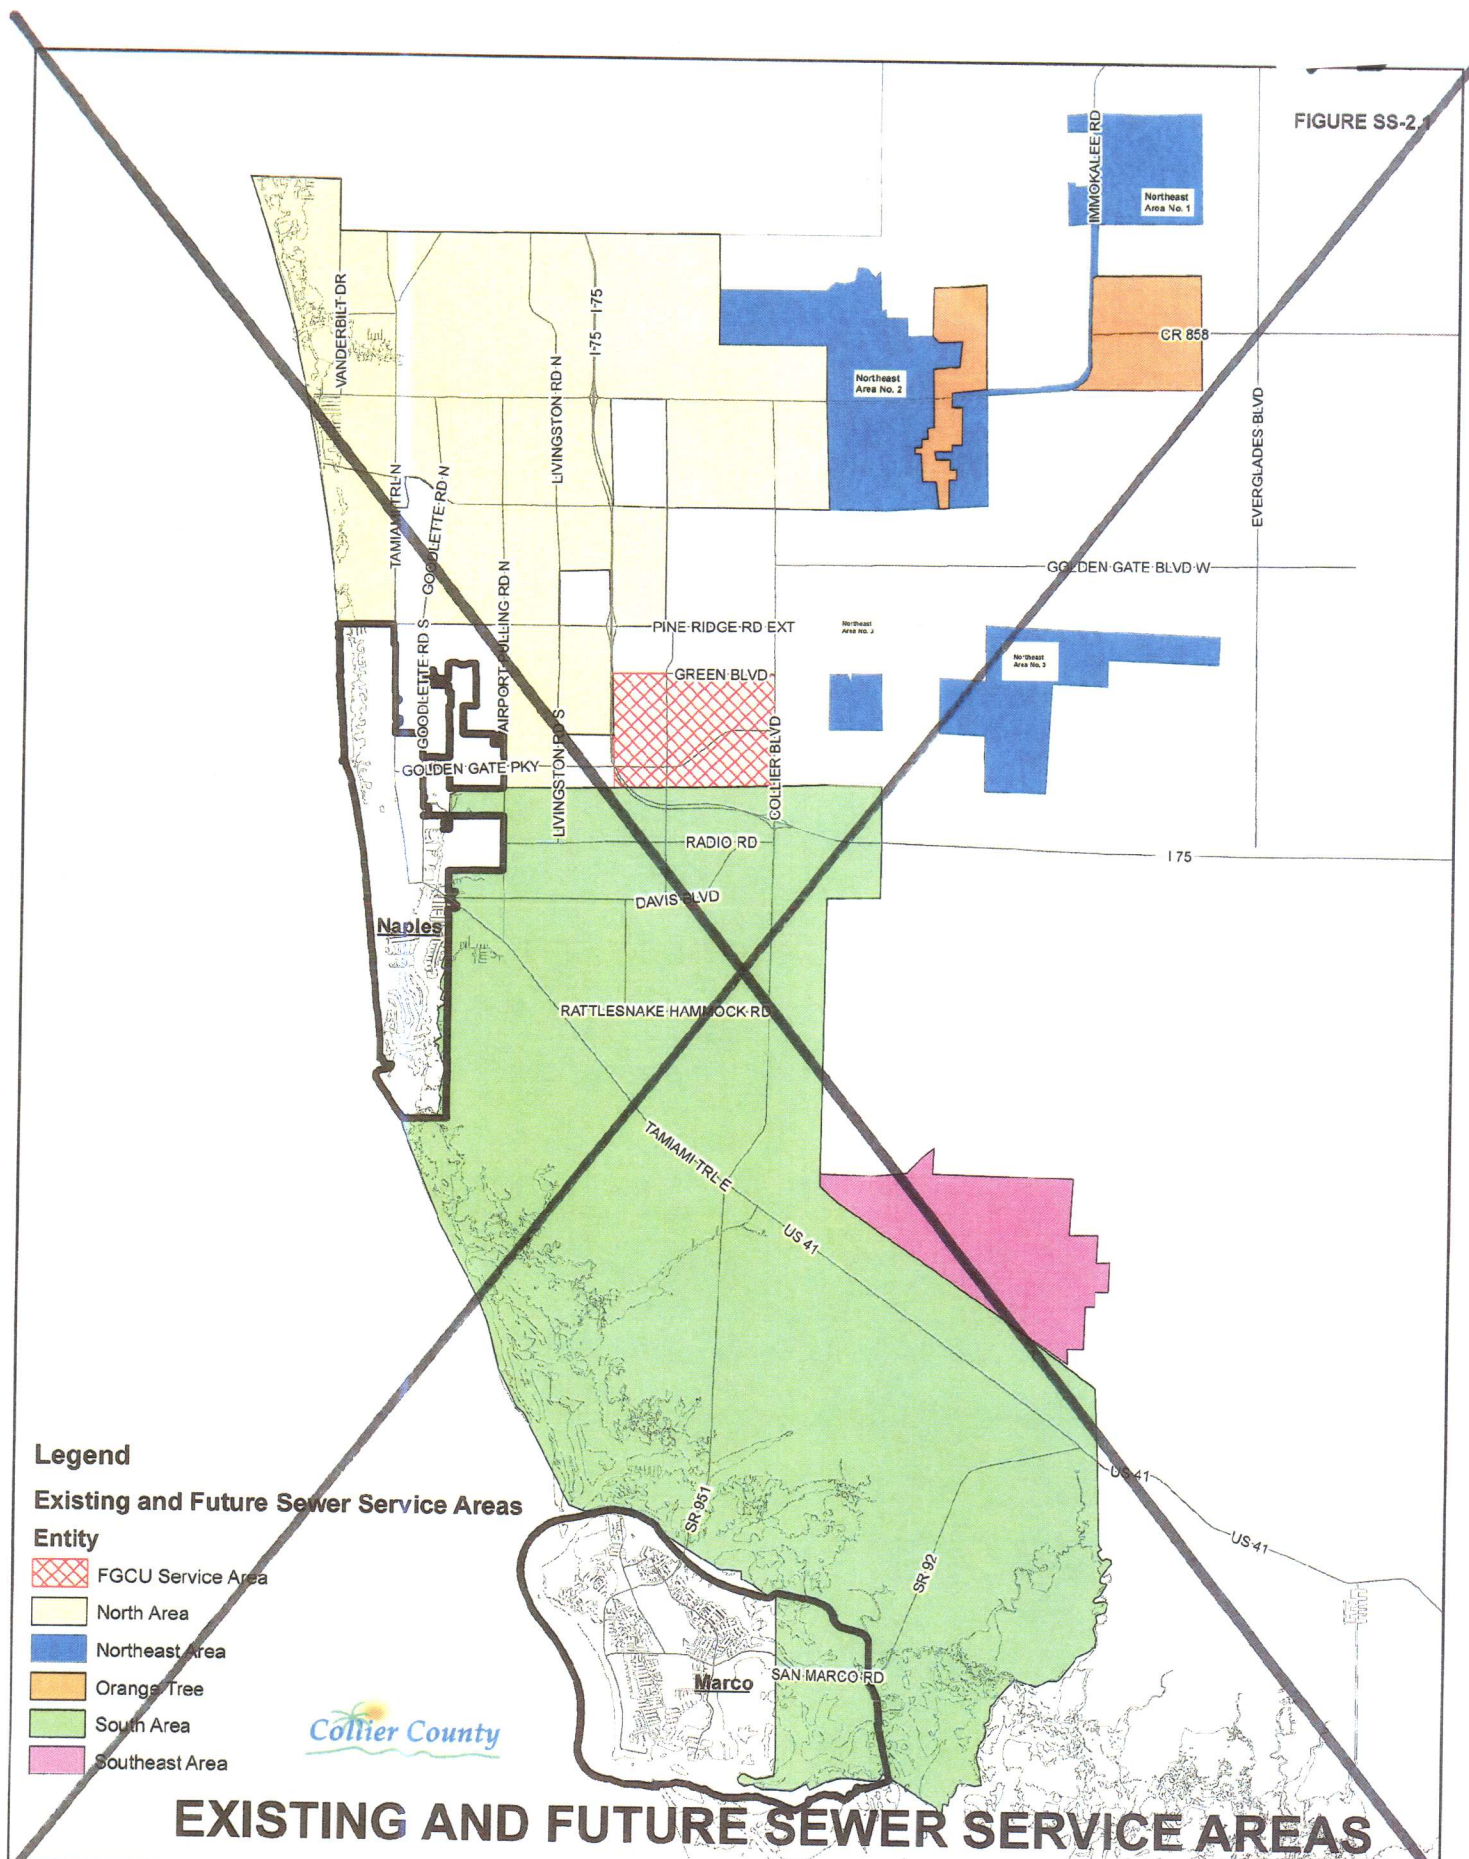 FIGURE SS-2.1
IMMOKALEE RD
Northeast
Area No. 1
VANDERBILT DR
I-75
I-75
CR 858
LIVINGSTON RD N
Northeast
Area No. 2
EVERGLADES BLVD
TAMIAMI TRL N
GOODLETTE RD N
GOLDEN GATE BLVD W
AIRPORT PULLING RD N
PINE RIDGE RD EXT
Northeast
Area No. 3
Northeast
Area No. 3
GOODLETTE RD S
GREEN BLVD
LIVINGSTON RD S
COLLIER BLVD
GOLDEN GATE PKY
RADIO RD
I 75
DAVIS BLVD
Naples
RATTLESNAKE HAMMOCK RD
TAMIAMI TRL E
US 41
Legend
Existing and Future Sewer Service Areas
Entity
FGCU Service Area
North Area
Northeast Area
Orange Tree
South Area
Southeast Area
US 41
SR 951
US 41
SR 92
SAN MARCO RD
Marco
Collier County
EXISTING AND FUTURE SEWER SERVICE AREAS